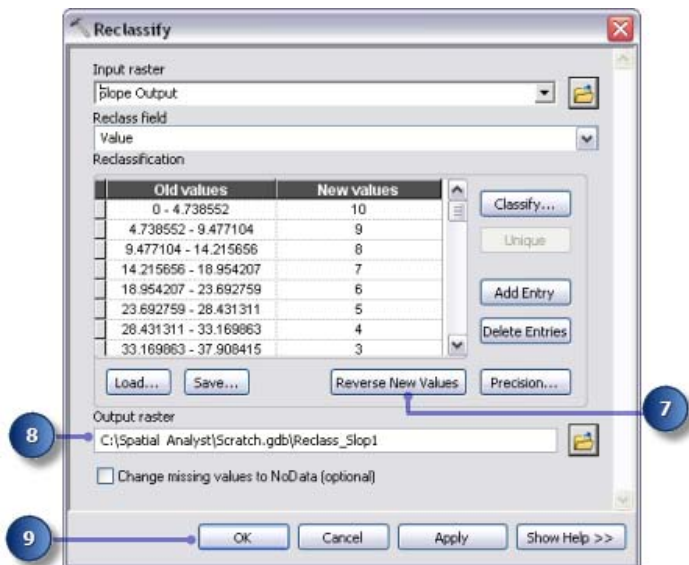 Reclassify
Input raster
Slope Output
Reclass field
Value
Reclassification
Old values New values
0 - 4.738552 10
4.738552 - 9.477104 9
9.477104 - 14.215656 8
14.215656 - 18.954207 7
18.954207 - 23.692759 6
23.692759 - 28.431311 5
28.431311 - 33.169863 4
33.169863 - 37.908415 3
Classify...
Unique
Add Entry
Delete Entries
Load... Save... Reverse New Values Precision...
7
Output raster
8
C:\Spatial Analyst\Scratch.gdb\Reclass_Slop1
Change missing values to NoData (optional)
9
OK Cancel Apply Show Help >>